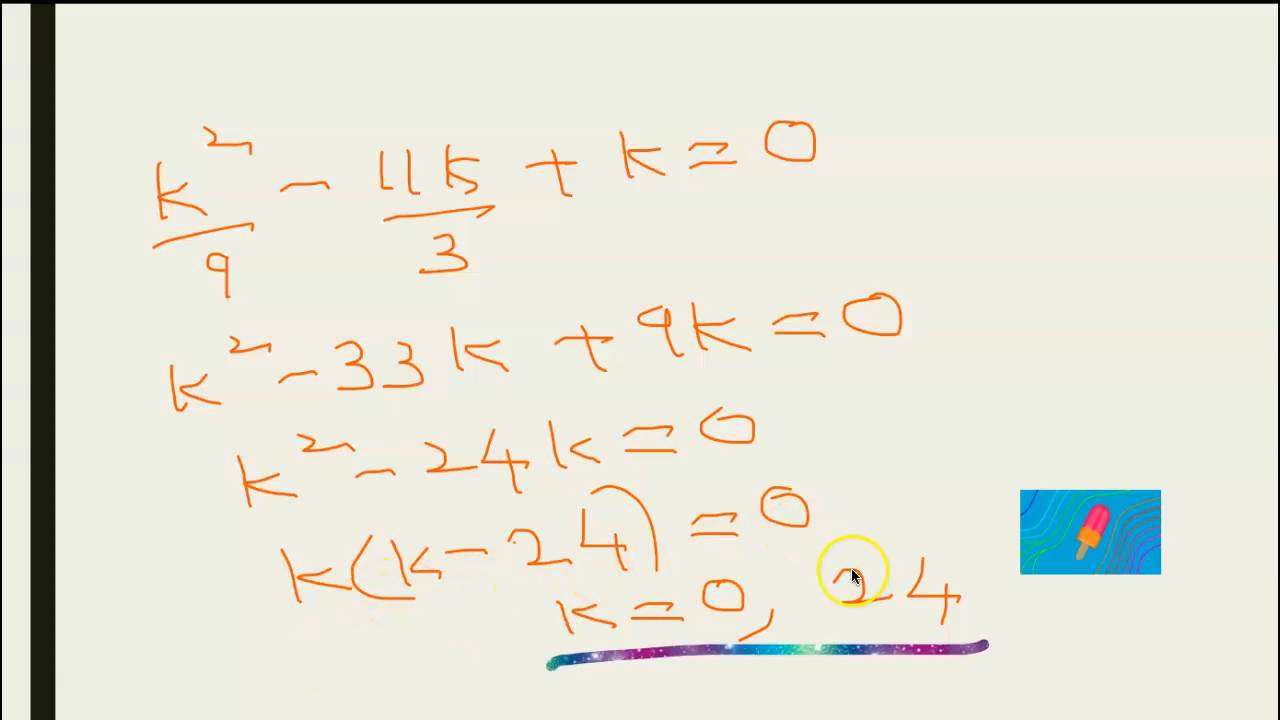 k²/9 - 11k/3 + k = 0
k² - 33k + 9k = 0
k² - 24k = 0
k(k - 24) = 0
k = 0, 24